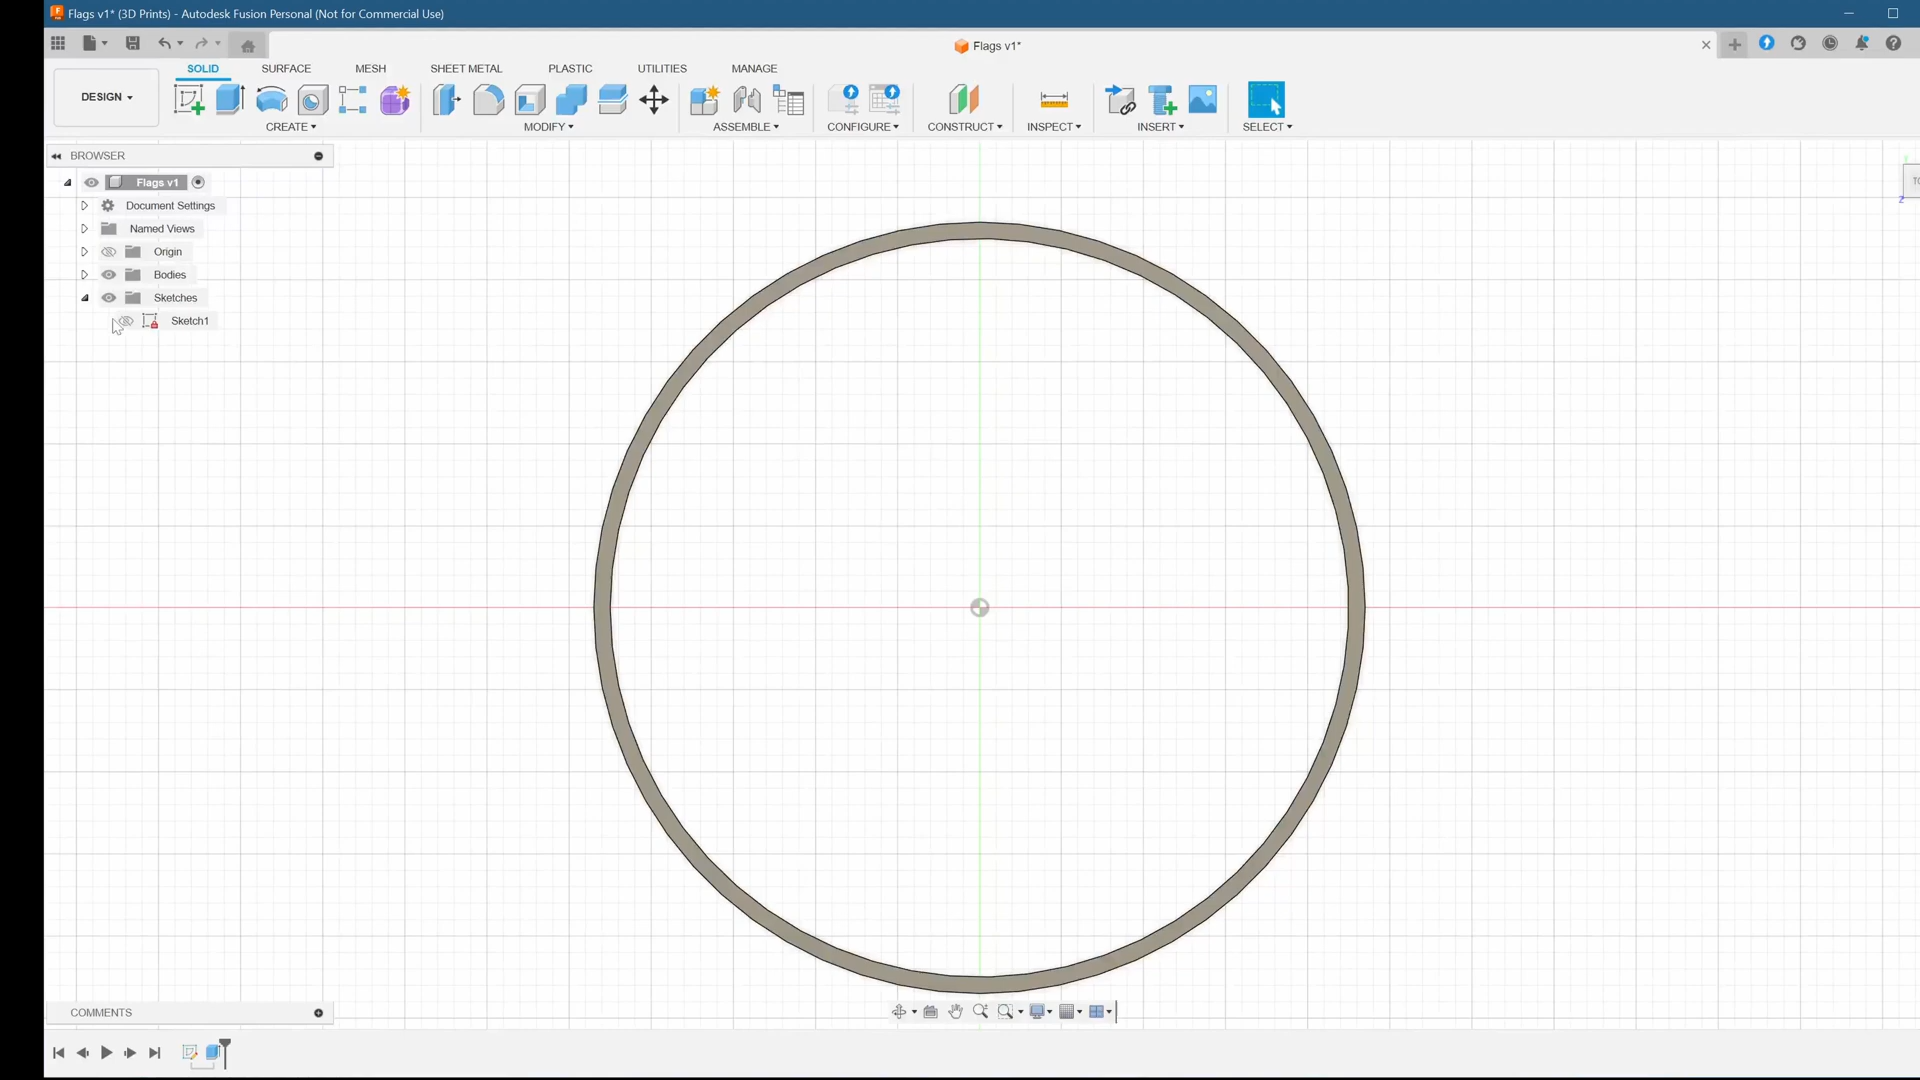 Flags v1* (3D Prints) - Autodesk Fusion Personal (Not for Commercial Use)
Flags v1*
SOLID SURFACE MESH SHEET METAL PLASTIC UTILITIES MANAGE
DESIGN
CREATE MODIFY ASSEMBLE CONFIGURE CONSTRUCT INSPECT INSERT SELECT
BROWSER
Flags v1
Document Settings
Named Views
Origin
Bodies
Sketches
Sketch1
Z
COMMENTS